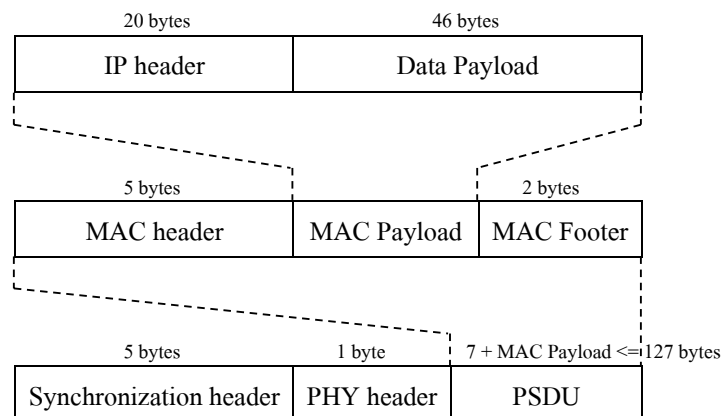 20 bytes 46 bytes
IP header Data Payload
5 bytes 2 bytes
MAC header MAC Payload MAC Footer
5 bytes 1 byte 7 + MAC Payload <= 127 bytes
Synchronization header PHY header PSDU